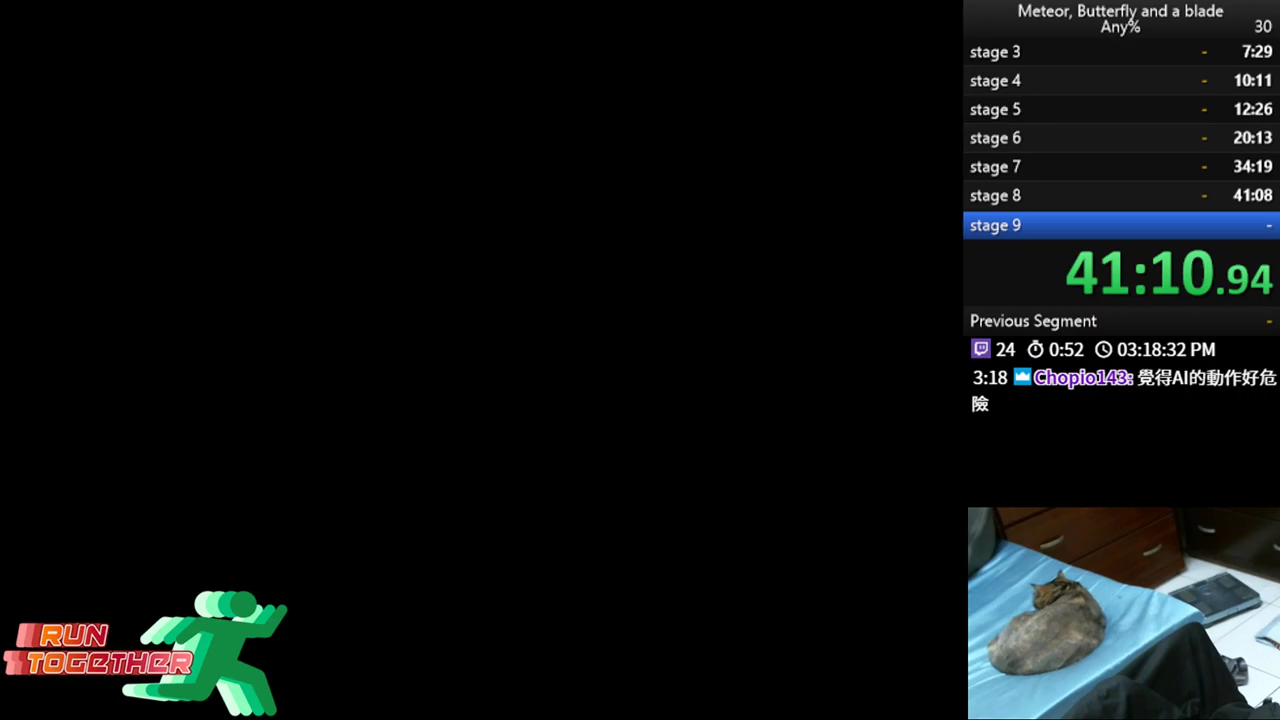 Meteor, Butterfly and a blade
Any% 30
stage 3 - 7:29
stage 4 - 10:11
stage 5 - 12:26
stage 6 - 20:13
stage 7 - 34:19
stage 8 - 41:08
stage 9 -
41:10.94
Previous Segment -
24 0:52 03:18:32 PM
3:18 Chopio143: 覺得AI的動作好危
險
RUN
TOGETHER